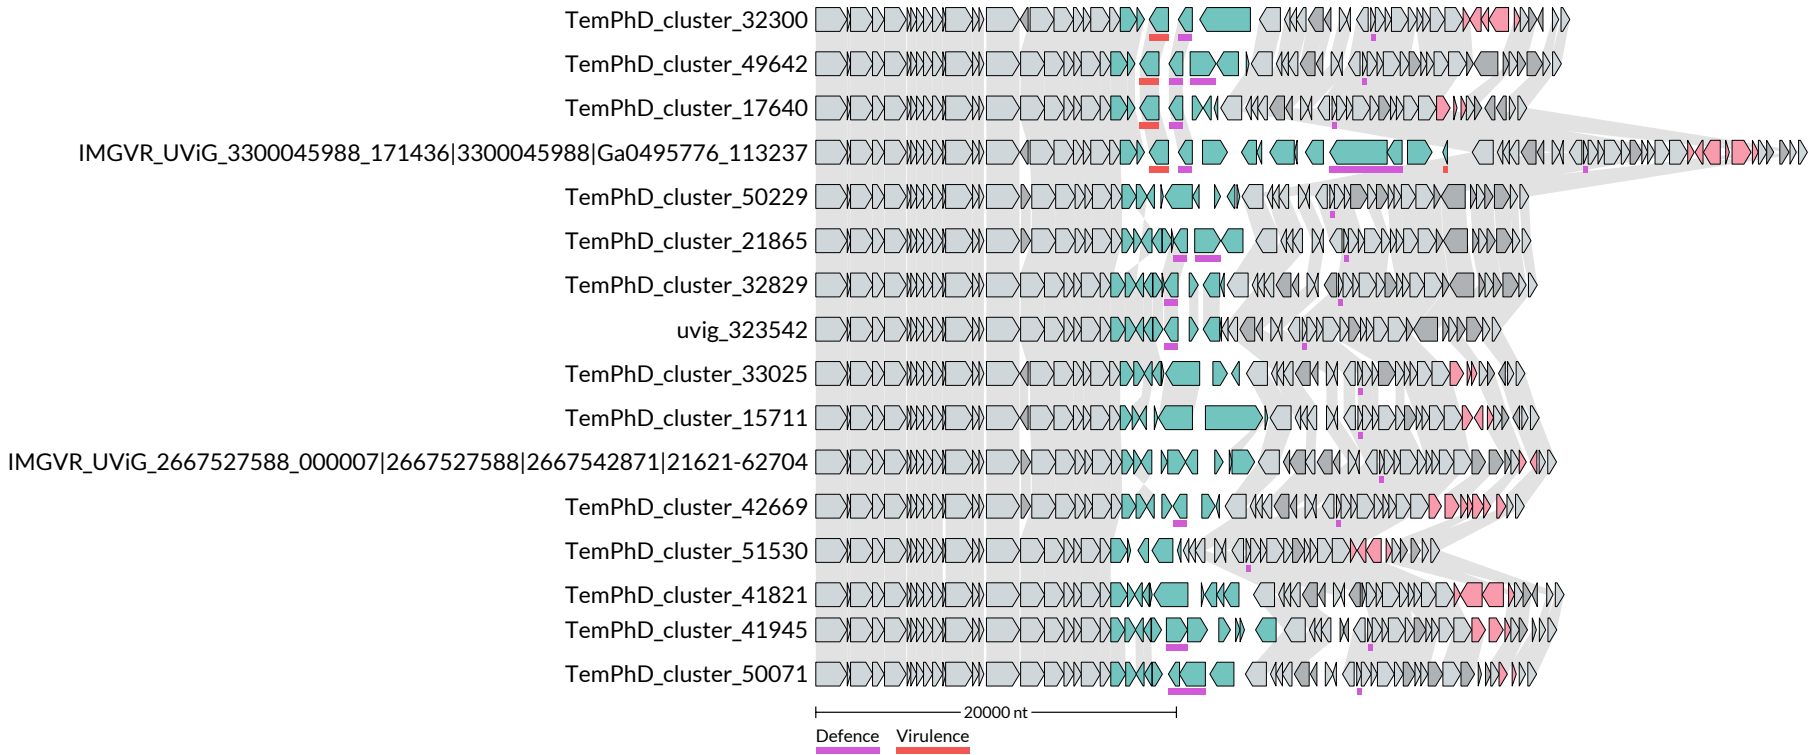 TemPhD_cluster_32300
TemPhD_cluster_49642
TemPhD_cluster_17640
IMGVR_UViG_3300045988_171436|3300045988|Ga0495776_113237
TemPhD_cluster_50229
TemPhD_cluster_21865
TemPhD_cluster_32829
uvig_323542
TemPhD_cluster_33025
TemPhD_cluster_15711
IMGVR_UViG_2667527588_000007|2667527588|2667542871|21621-62704
TemPhD_cluster_42669
TemPhD_cluster_51530
TemPhD_cluster_41821
TemPhD_cluster_41945
TemPhD_cluster_50071
20000 nt
Defence Virulence